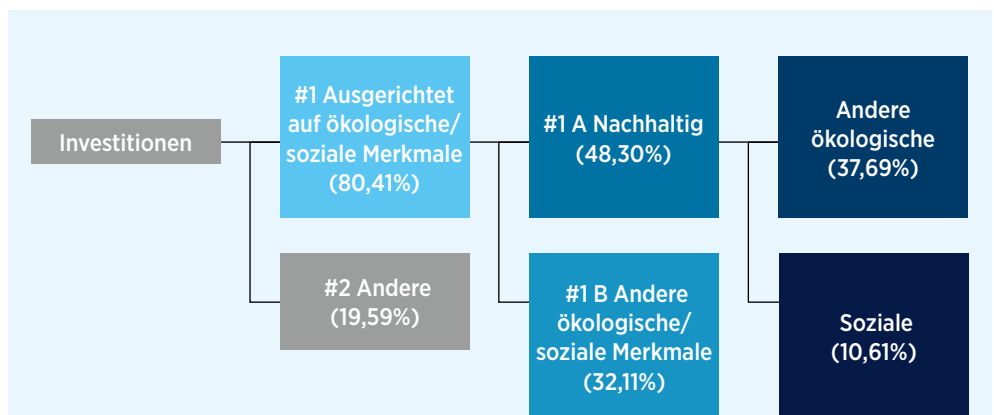 Investitionen
#1 Ausgerichtet
auf ökologische/
soziale Merkmale
(80,41%)
#2 Andere
(19,59%)
#1 A Nachhaltig
(48,30%)
#1 B Andere
ökologische/
soziale Merkmale
(32,11%)
Andere
ökologische
(37,69%)
Soziale
(10,61%)